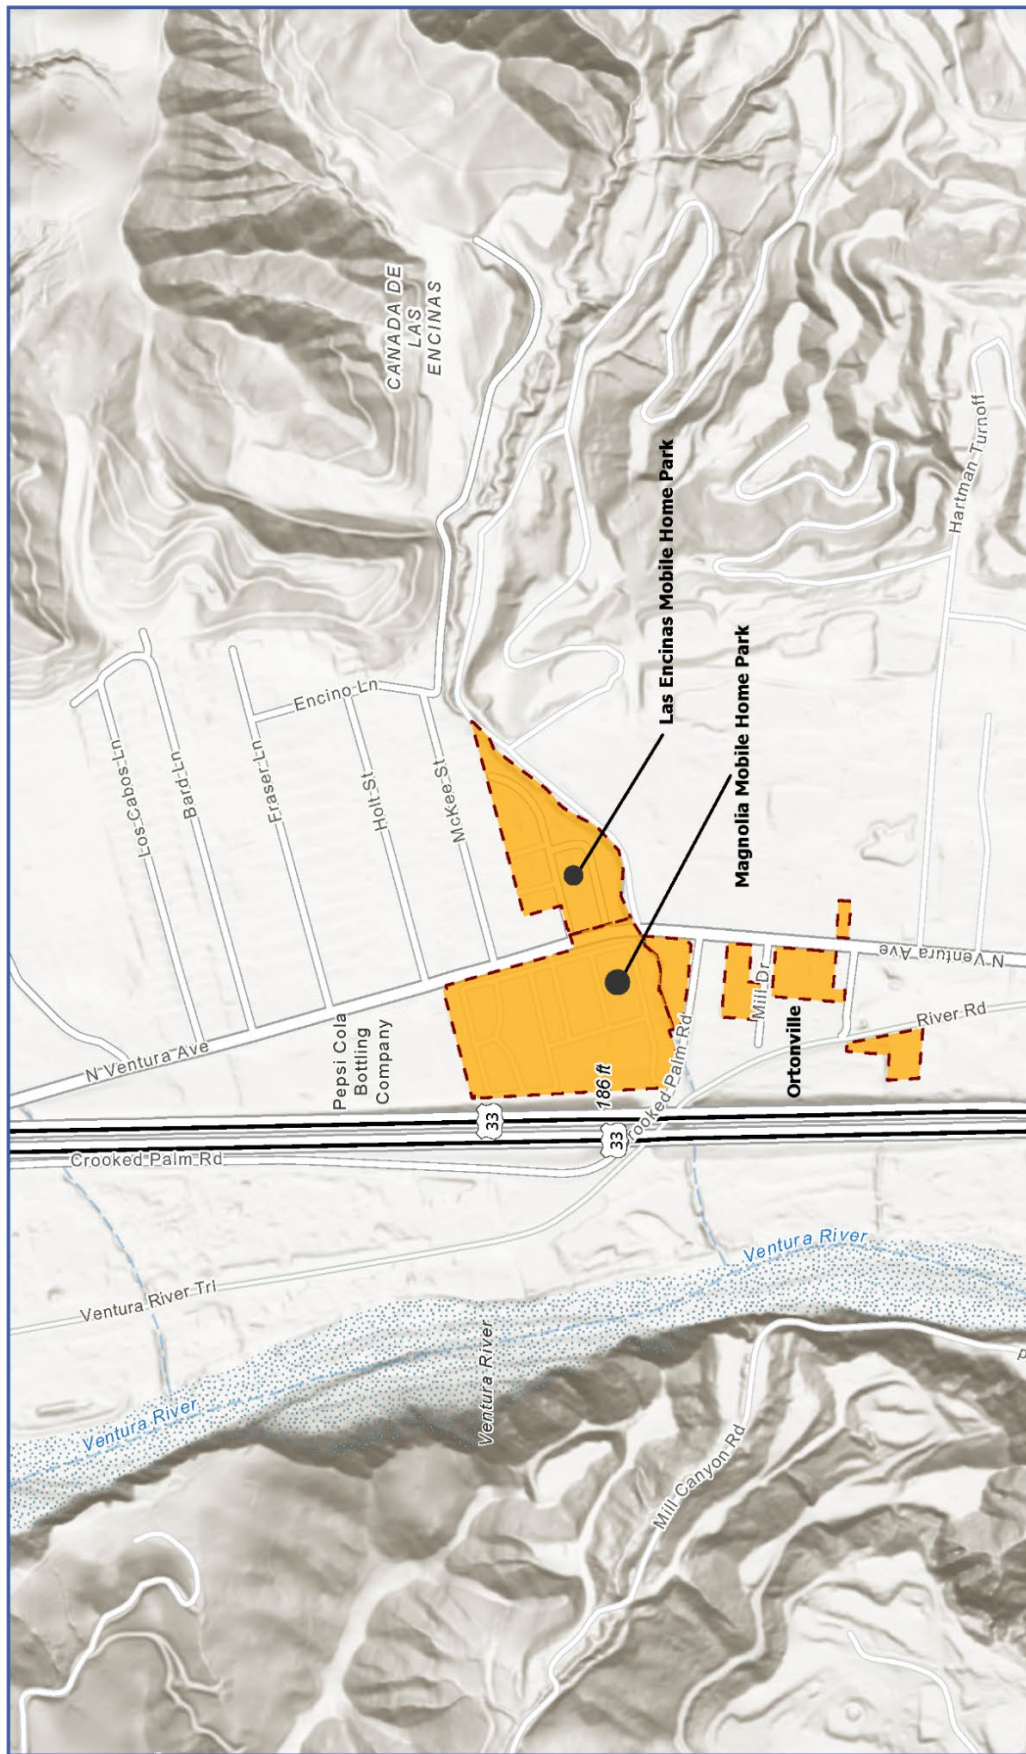 CANADA DE
LAS
ENCINAS
Las Encinas Mobile Home Park
Magnolia Mobile Home Park
Hartman Turnoff
Los Cabos Ln
Bard Ln
Fraser Ln
Encino Ln
Holt St
McKee St
N Ventura Ave
N Ventura Ave
Pepsi Cola
Bottling
Company
Mill Dr
Ortonville
River Rd
186 ft
Crooked Palm Rd
33
33
Crooked Palm Rd
Ventura River Trl
Ventura River
Ventura River
Ventura River
Mill Canyon Rd